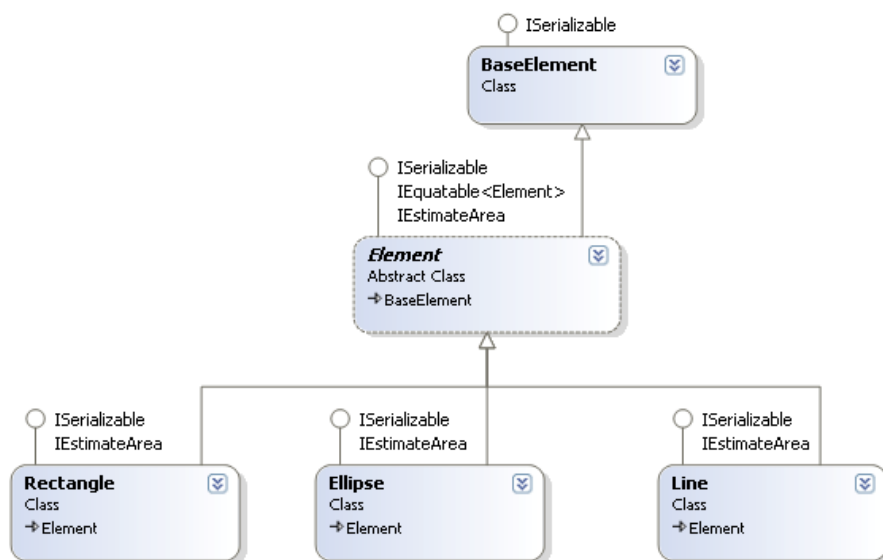 ISerializable
BaseElement
Class
ISerializable
IEquatable<Element>
IEstimateArea
Element
Abstract Class
BaseElement
ISerializable
IEstimateArea
Rectangle
Class
Element
ISerializable
IEstimateArea
Ellipse
Class
Element
ISerializable
IEstimateArea
Line
Class
Element